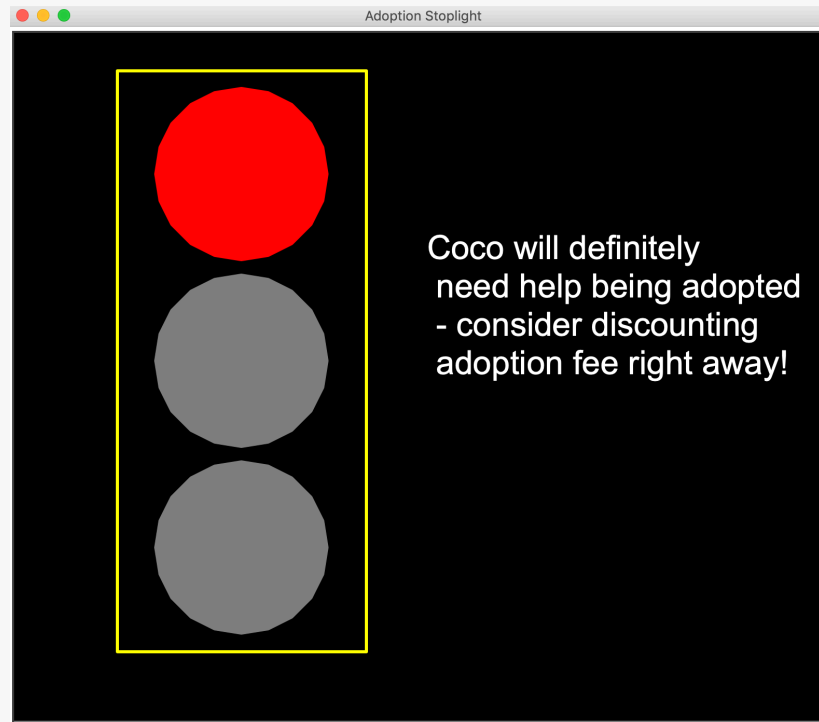 Adoption Stoplight
Coco will definitely
need help being adopted
- consider discounting
adoption fee right away!